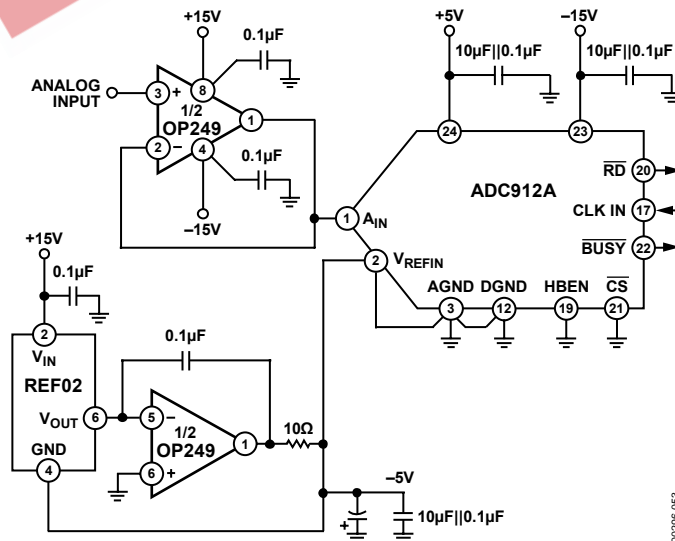 +15V
0.1µF
ANALOG
INPUT
3
+
8
1/2
OP249
1
2
−
4
0.1µF
−15V
+5V
−15V
10µF||0.1µF
10µF||0.1µF
24
23
ADC912A
RD
20
CLK IN
17
BUSY
22
1
AIN
2
VREFIN
AGND
DGND
HBEN
CS
3
12
19
21
+15V
0.1µF
2
VIN
REF02
VOUT
6
GND
4
0.1µF
5
−
1/2
OP249
1
6
+
10Ω
−5V
+
10µF||0.1µF